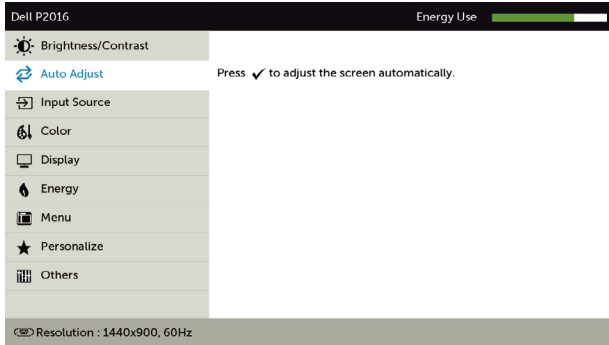 Dell P2016
Energy Use
Brightness/Contrast
Auto Adjust
Press ✓ to adjust the screen automatically.
Input Source
Color
Display
Energy
Menu
Personalize
Others
Resolution : 1440x900, 60Hz